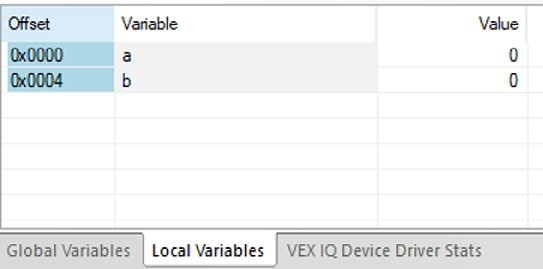 Offset Variable Value
0x0000 a 0
0x0004 b 0
Global Variables Local Variables VEX IQ Device Driver Stats